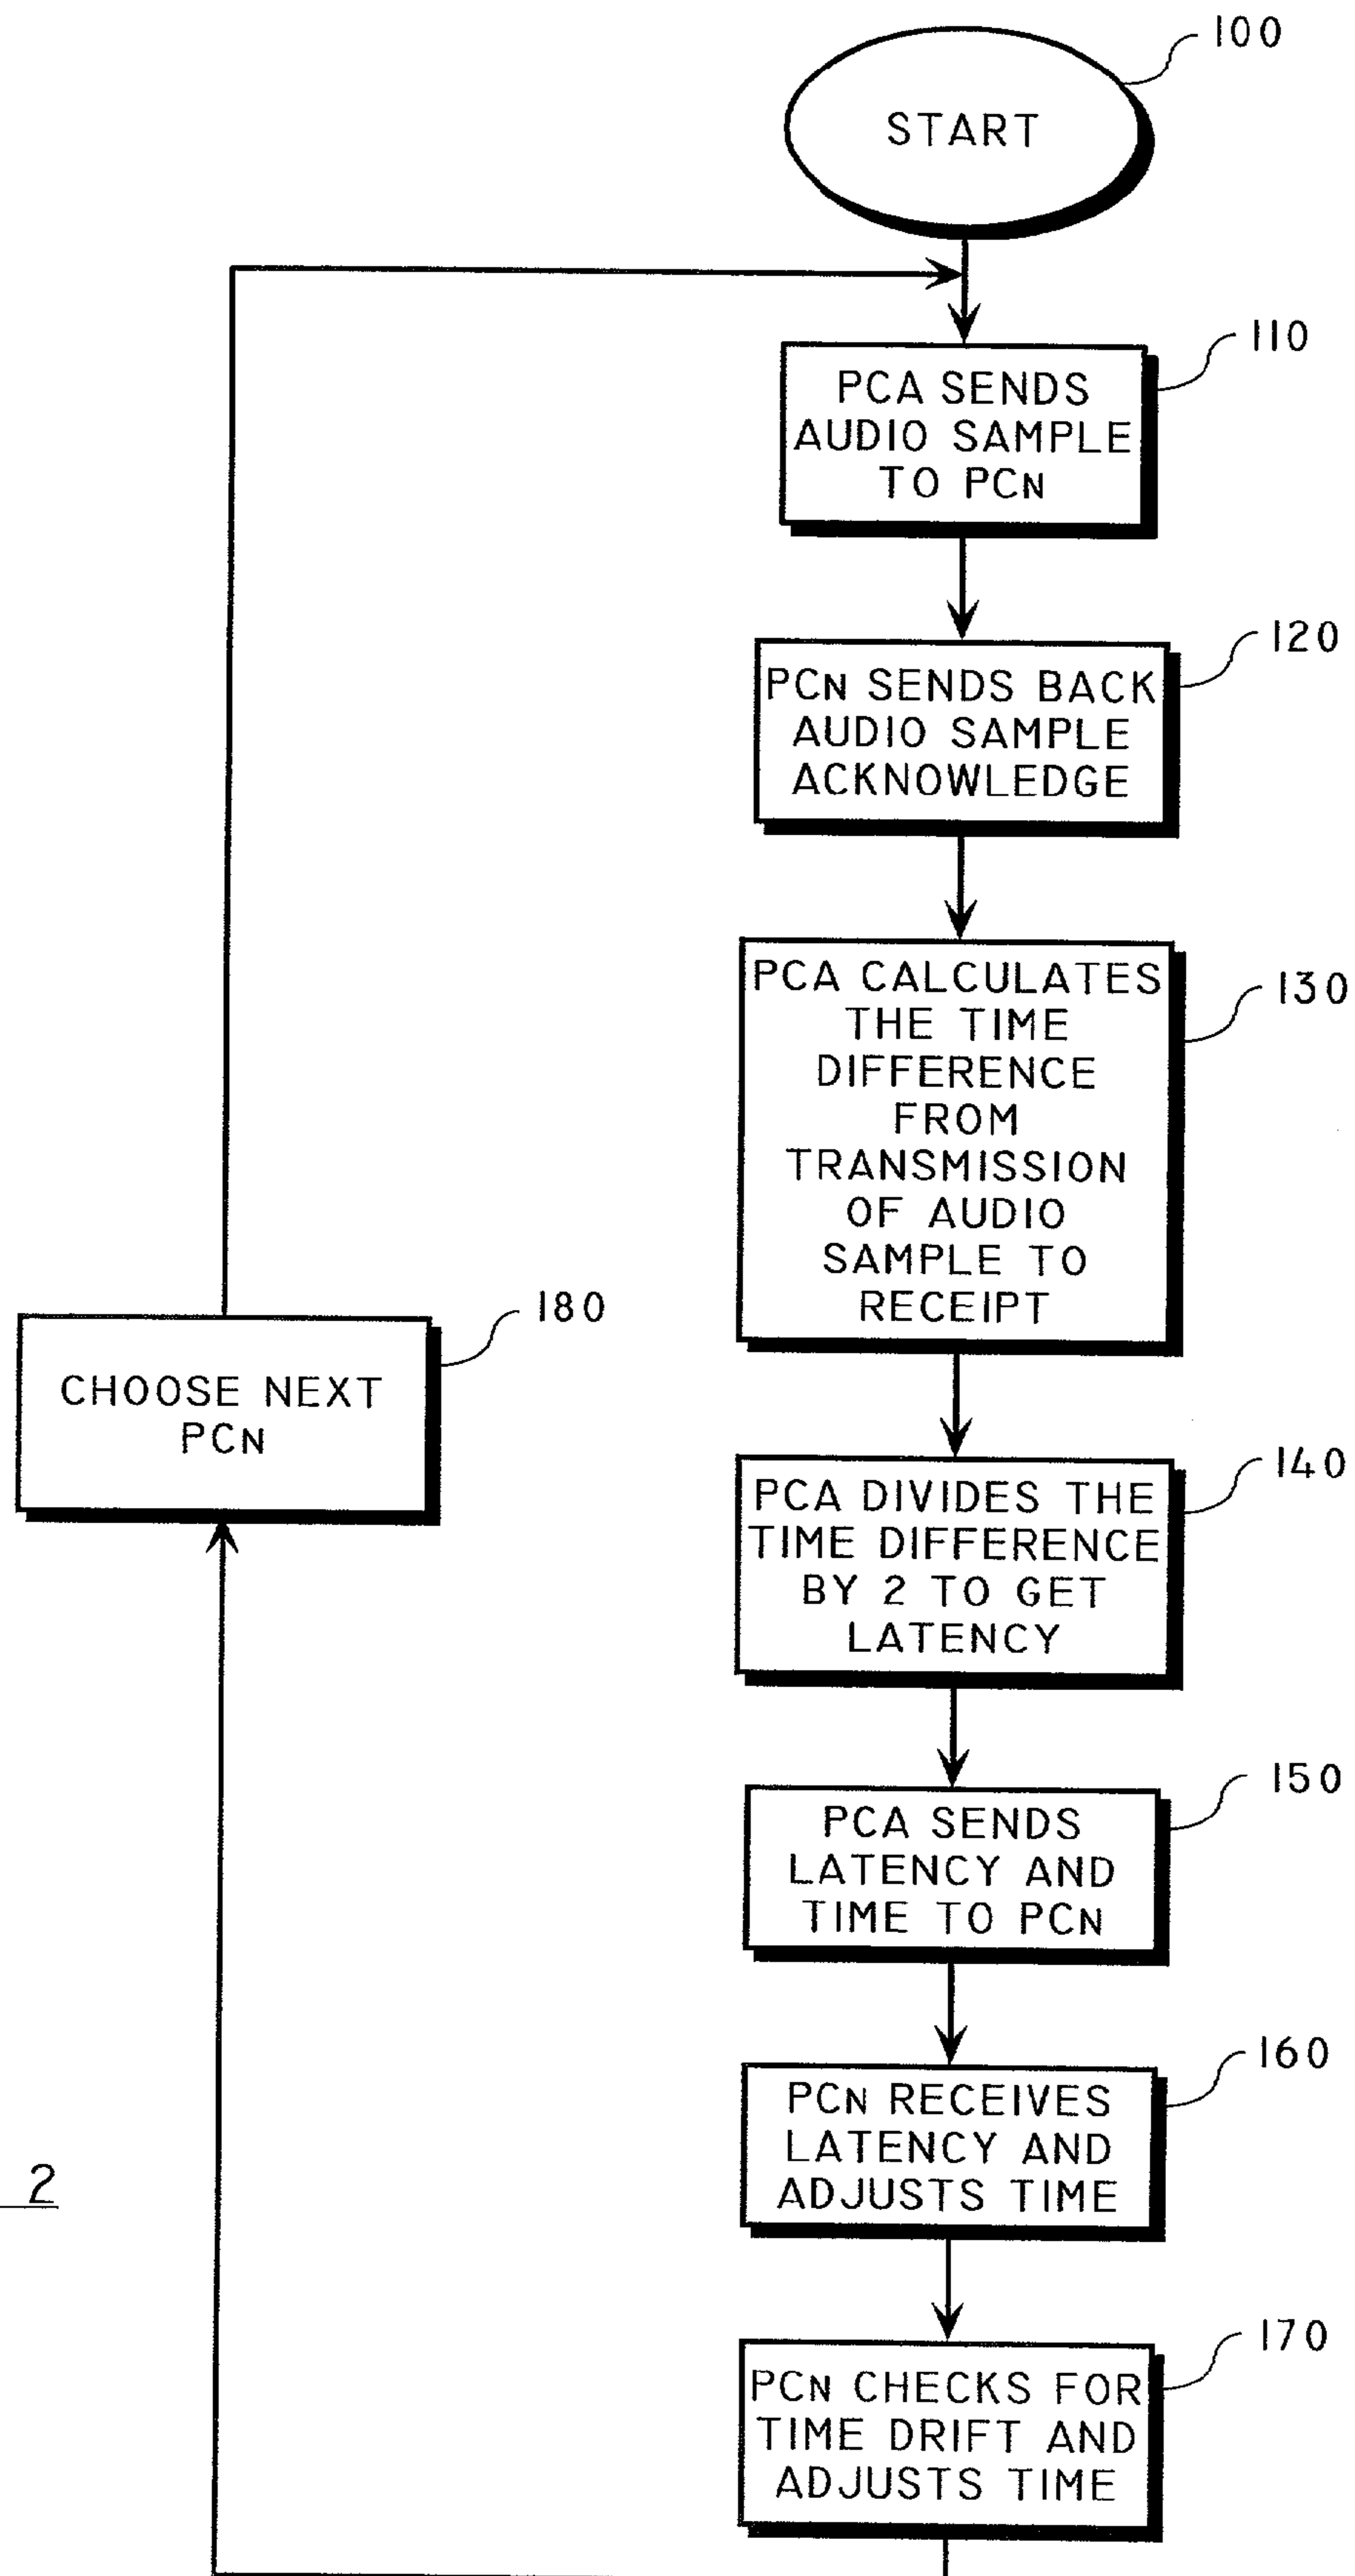 100
START
110
PCA SENDS
AUDIO SAMPLE
TO PCN
120
PCN SENDS BACK
AUDIO SAMPLE
ACKNOWLEDGE
130
PCA CALCULATES
THE TIME
DIFFERENCE
FROM
TRANSMISSION
OF AUDIO
SAMPLE TO
RECEIPT
180
CHOOSE NEXT
PCN
140
PCA DIVIDES THE
TIME DIFFERENCE
BY 2 TO GET
LATENCY
150
PCA SENDS
LATENCY AND
TIME TO PCN
160
PCN RECEIVES
LATENCY AND
ADJUSTS TIME
2
170
PCN CHECKS FOR
TIME DRIFT AND
ADJUSTS TIME